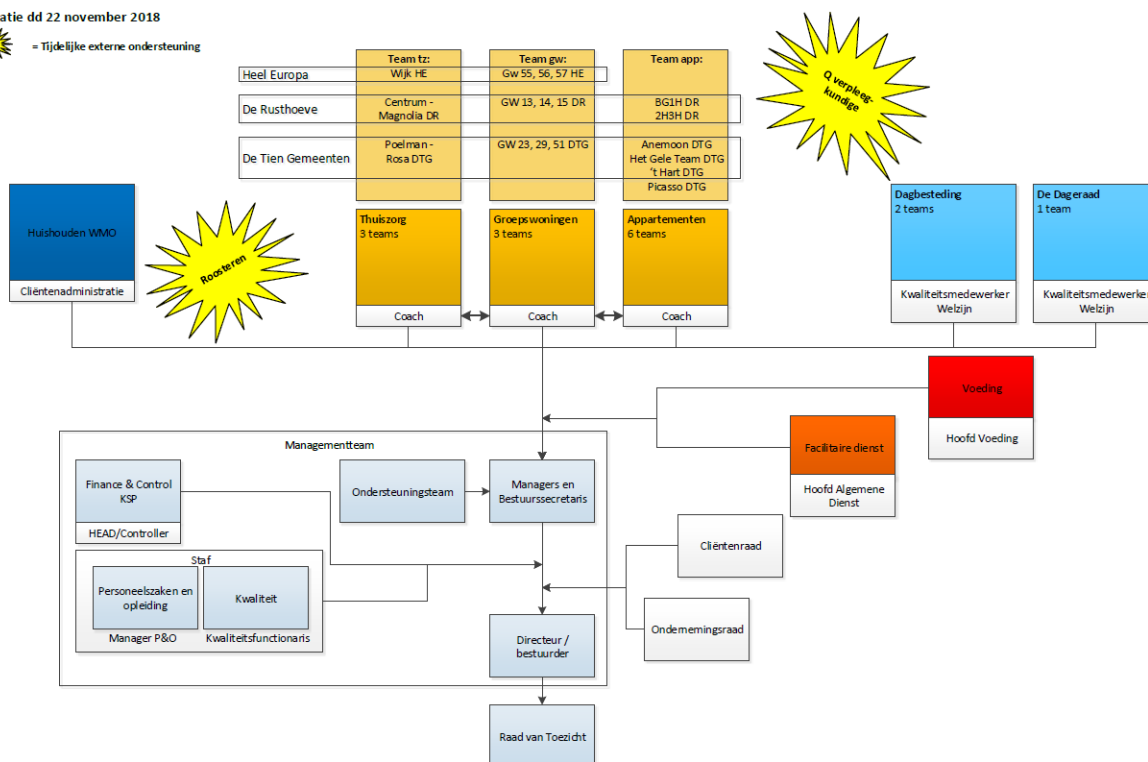 atie dd 22 november 2018
= Tijdelijke externe ondersteuning
Team tz:
Wijk HE
Team gw:
Gw 55, 56, 57 HE
Team app:
Heel Europa
De Rusthoeve
Centrum -
Magnolia DR
GW 13, 14, 15 DR
BG1H DR
2H3H DR
De Tien Gemeenten
Poelman -
Rosa DTG
GW 23, 29, 51 DTG
Anemoon DTG
Het Gele Team DTG
't Hart DTG
Picasso DTG
Q verpleeg-
kundige
Huishouden WMO
Cliëntenadministratie
Roosteren
Thuiszorg
3 teams
Coach
Groepswoningen
3 teams
Coach
Appartementen
6 teams
Coach
Dagbesteding
2 teams
Kwaliteitsmedewerker
Welzijn
De Dageraad
1 team
Kwaliteitsmedewerker
Welzijn
Voeding
Hoofd Voeding
Facilitaire dienst
Hoofd Algemene
Dienst
Managementteam
Finance & Control
KSP
HEAD/Controller
Ondersteuningsteam
Managers en
Bestuurssecretaris
Staf
Personeelszaken en
opleiding
Manager P&O
Kwaliteit
Kwaliteitsfunctionaris
Cliëntenraad
Ondernemingsraad
Directeur /
bestuurder
Raad van Toezicht